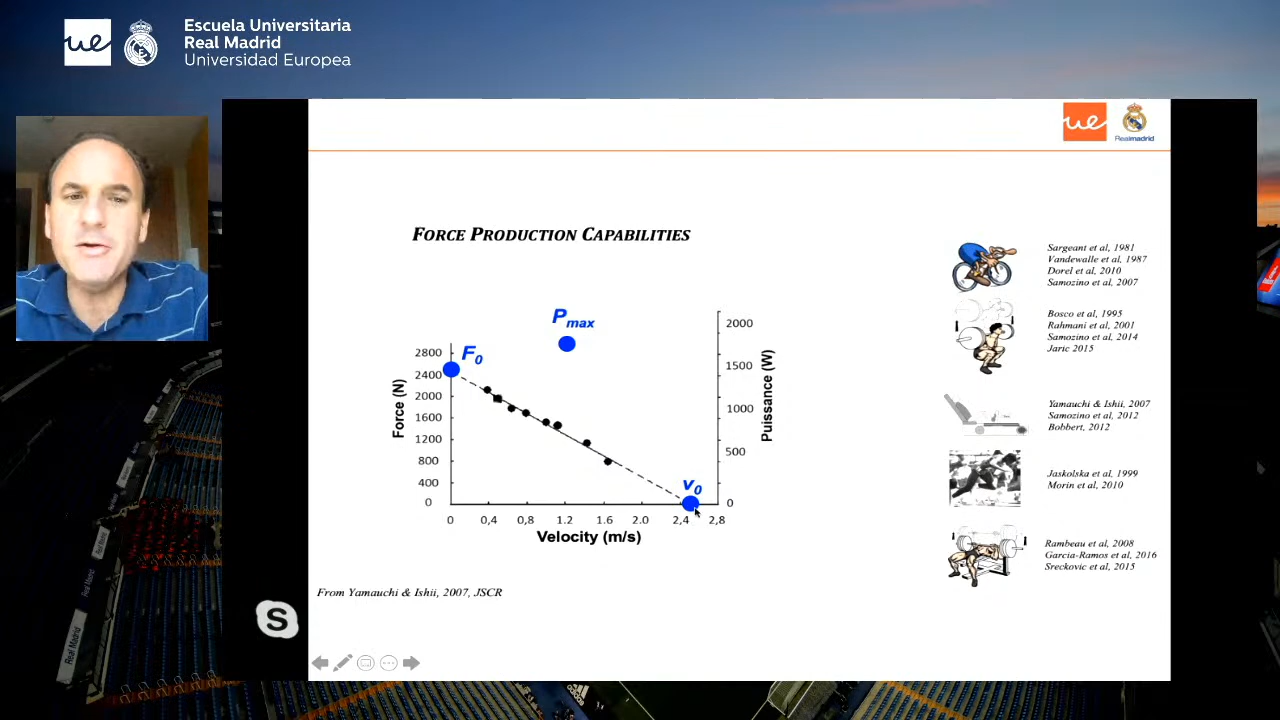 Escuela Universitaria
Real Madrid
Universidad Europea
ue
ue
Realmadrid
FORCE PRODUCTION CAPABILITIES
Sargeant et al, 1981
Vandewalle et al, 1987
Dorel et al, 2010
Samozino et al, 2007
Bosco et al, 1995
Rahmani et al, 2001
Samozino et al, 2014
Jaric 2015
Yamauchi & Ishii, 2007
Samozino et al, 2012
Bobbert, 2012
Jaskolska et al, 1999
Morin et al, 2010
Rambeau et al, 2008
Garcia-Ramos et al, 2016
Sreckovic et al, 2015
Pmax
F0
v0
Force (N)
2800
2400
2000
1600
1200
800
400
0
Puissance (W)
2000
1500
1000
500
0
0 0,4 0,8 1.2 1.6 2.0 2,4 2,8
Velocity (m/s)
From Yamauchi & Ishii, 2007, JSCR
S
Real Madrid
Real Madrid
adidas